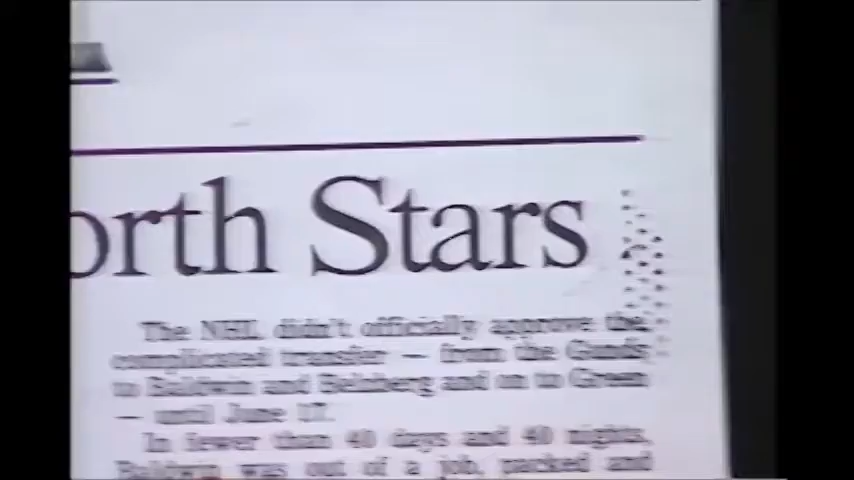 orth Stars
The NHL didn't officially approve the
complicated transfer — from the Gunds
to Baldwin and Belzberg and on to Green
— until June 17.
In fewer than 40 days and 40 nights,
Baldwin was out of a job, packed and